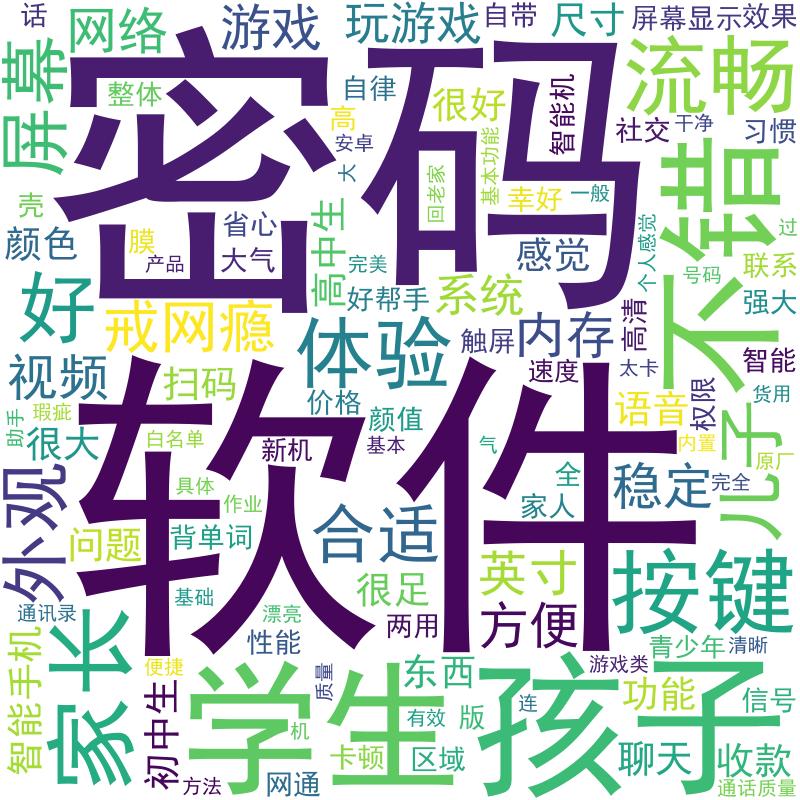 话
网络
游戏
玩游戏
自带
尺寸
屏幕显示效果
屏幕
密码
整体
自律
高
很好
智能机
流畅
安卓
社交
干净
习惯
大
回老家
基本功能
幸好
一般
不错
壳
颜色
膜
省心
产品
大气
高中生
完美
感觉
个人感觉
过
联系
号码
好
戒网瘾
好帮手
系统
强大
体验
触屏
内存
高清
视频
扫码
价格
颜值
速度
太卡
智能
货用
助手
瑕疵
很大
白名单
新机
基本
语音
权限
内置
儿子
原厂
软件
气
外观
具体
作业
全
家人
稳定
完全
问题
背单词
合适
基础
很足
英寸
按键
通讯录
漂亮
两用
方便
性能
青少年
清晰
家长
智能手机
便捷
初中生
学生
质量
东西
孩子
游戏类
功能
信号
有效
版
连
机
卡顿
区域
聊天
收款
方法
网通
通话质量